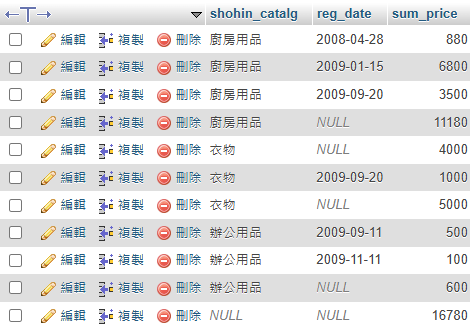 shohin_catalg reg_date sum_price
編輯 複製 刪除 廚房用品 2008-04-28 880
編輯 複製 刪除 廚房用品 2009-01-15 6800
編輯 複製 刪除 廚房用品 2009-09-20 3500
編輯 複製 刪除 廚房用品 NULL 11180
編輯 複製 刪除 衣物 NULL 4000
編輯 複製 刪除 衣物 2009-09-20 1000
編輯 複製 刪除 衣物 NULL 5000
編輯 複製 刪除 辦公用品 2009-09-11 500
編輯 複製 刪除 辦公用品 2009-11-11 100
編輯 複製 刪除 辦公用品 NULL 600
編輯 複製 刪除 NULL NULL 16780